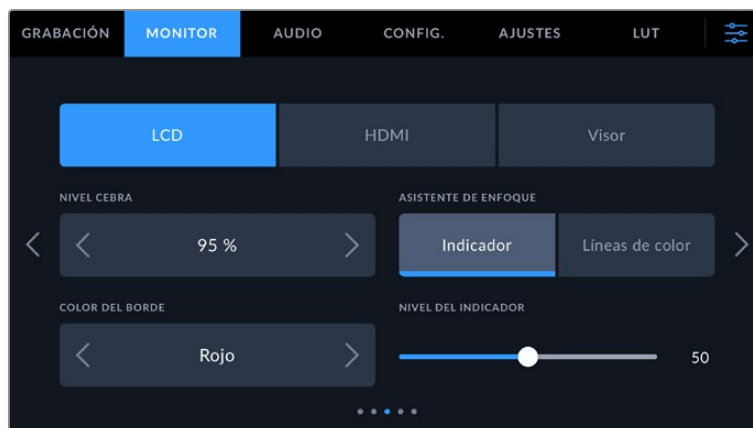 GRABACIÓN MONITOR AUDIO CONFIG. AJUSTES LUT
LCD HDMI Visor
NIVEL CEBRA ASISTENTE DE ENFOQUE
95 % Indicador Líneas de color
COLOR DEL BORDE NIVEL DEL INDICADOR
Rojo 50